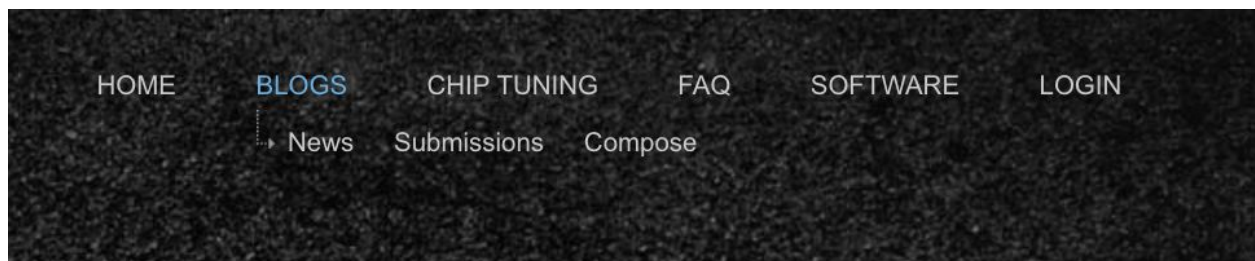 HOME BLOGS CHIP TUNING FAQ SOFTWARE LOGIN
News Submissions Compose